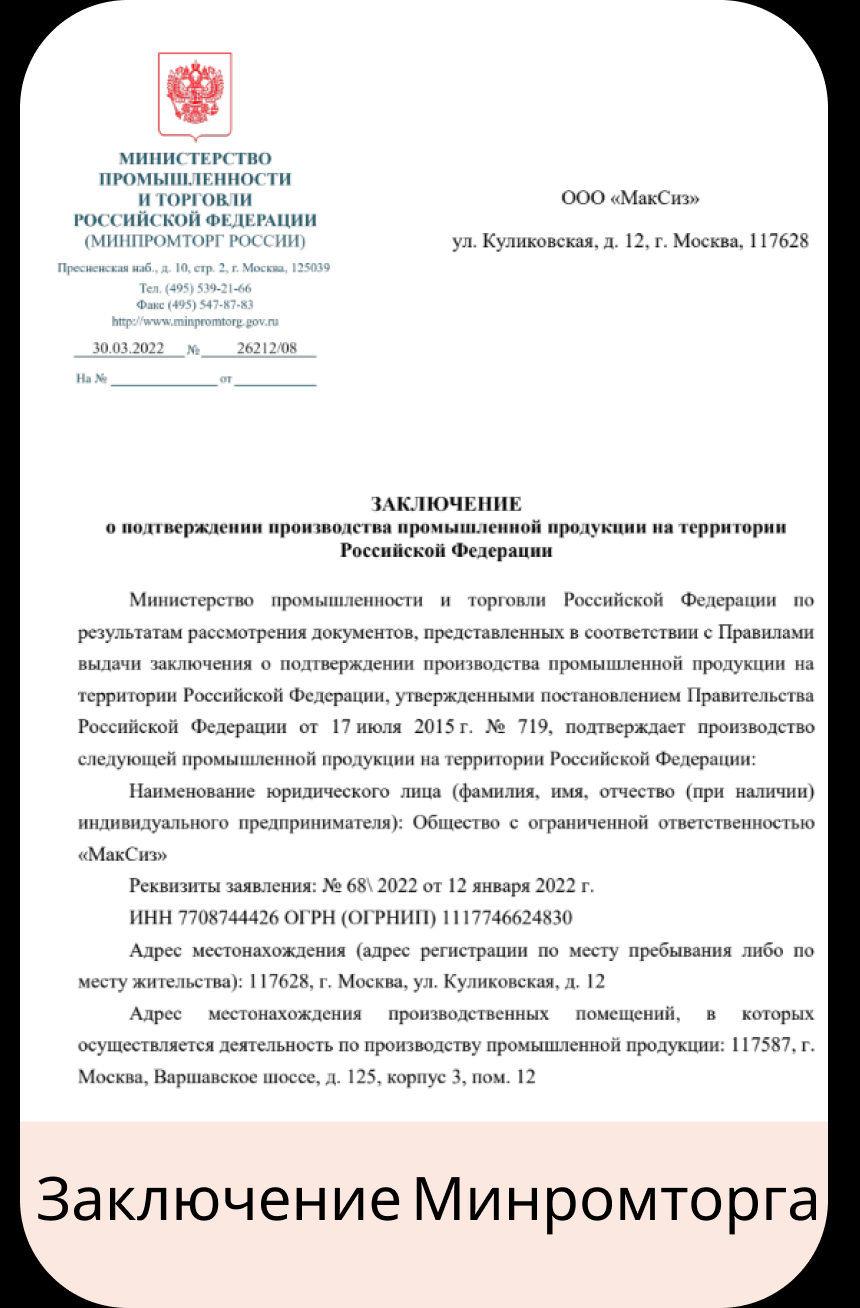 МИНИСТЕРСТВО
ПРОМЫШЛЕННОСТИ
И ТОРГОВЛИ
РОССИЙСКОЙ ФЕДЕРАЦИИ
(МИНПРОМТОРГ РОССИИ)
Пресненская наб., д. 10, стр. 2, г. Москва, 125039
Тел. (495) 539-21-66
Факс (495) 547-87-83
http://www.minpromtorg.gov.ru
30.03.2022 № 26212/08
На № от
ООО «МакСиз»
ул. Куликовская, д. 12, г. Москва, 117628
ЗАКЛЮЧЕНИЕ
о подтверждении производства промышленной продукции на территории
Российской Федерации
Министерство промышленности и торговли Российской Федерации по
результатам рассмотрения документов, представленных в соответствии с Правилами
выдачи заключения о подтверждении производства промышленной продукции на
территории Российской Федерации, утвержденными постановлением Правительства
Российской Федерации от 17 июля 2015 г. № 719, подтверждает производство
следующей промышленной продукции на территории Российской Федерации:
Наименование юридического лица (фамилия, имя, отчество (при наличии)
индивидуального предпринимателя): Общество с ограниченной ответственностью
«МакСиз»
Реквизиты заявления: № 68\ 2022 от 12 января 2022 г.
ИНН 7708744426 ОГРН (ОГРНИП) 1117746624830
Адрес местонахождения (адрес регистрации по месту пребывания либо по
месту жительства): 117628, г. Москва, ул. Куликовская, д. 12
Адрес местонахождения производственных помещений, в которых
осуществляется деятельность по производству промышленной продукции: 117587, г.
Москва, Варшавское шоссе, д. 125, корпус 3, пом. 12
Заключение Минромторга